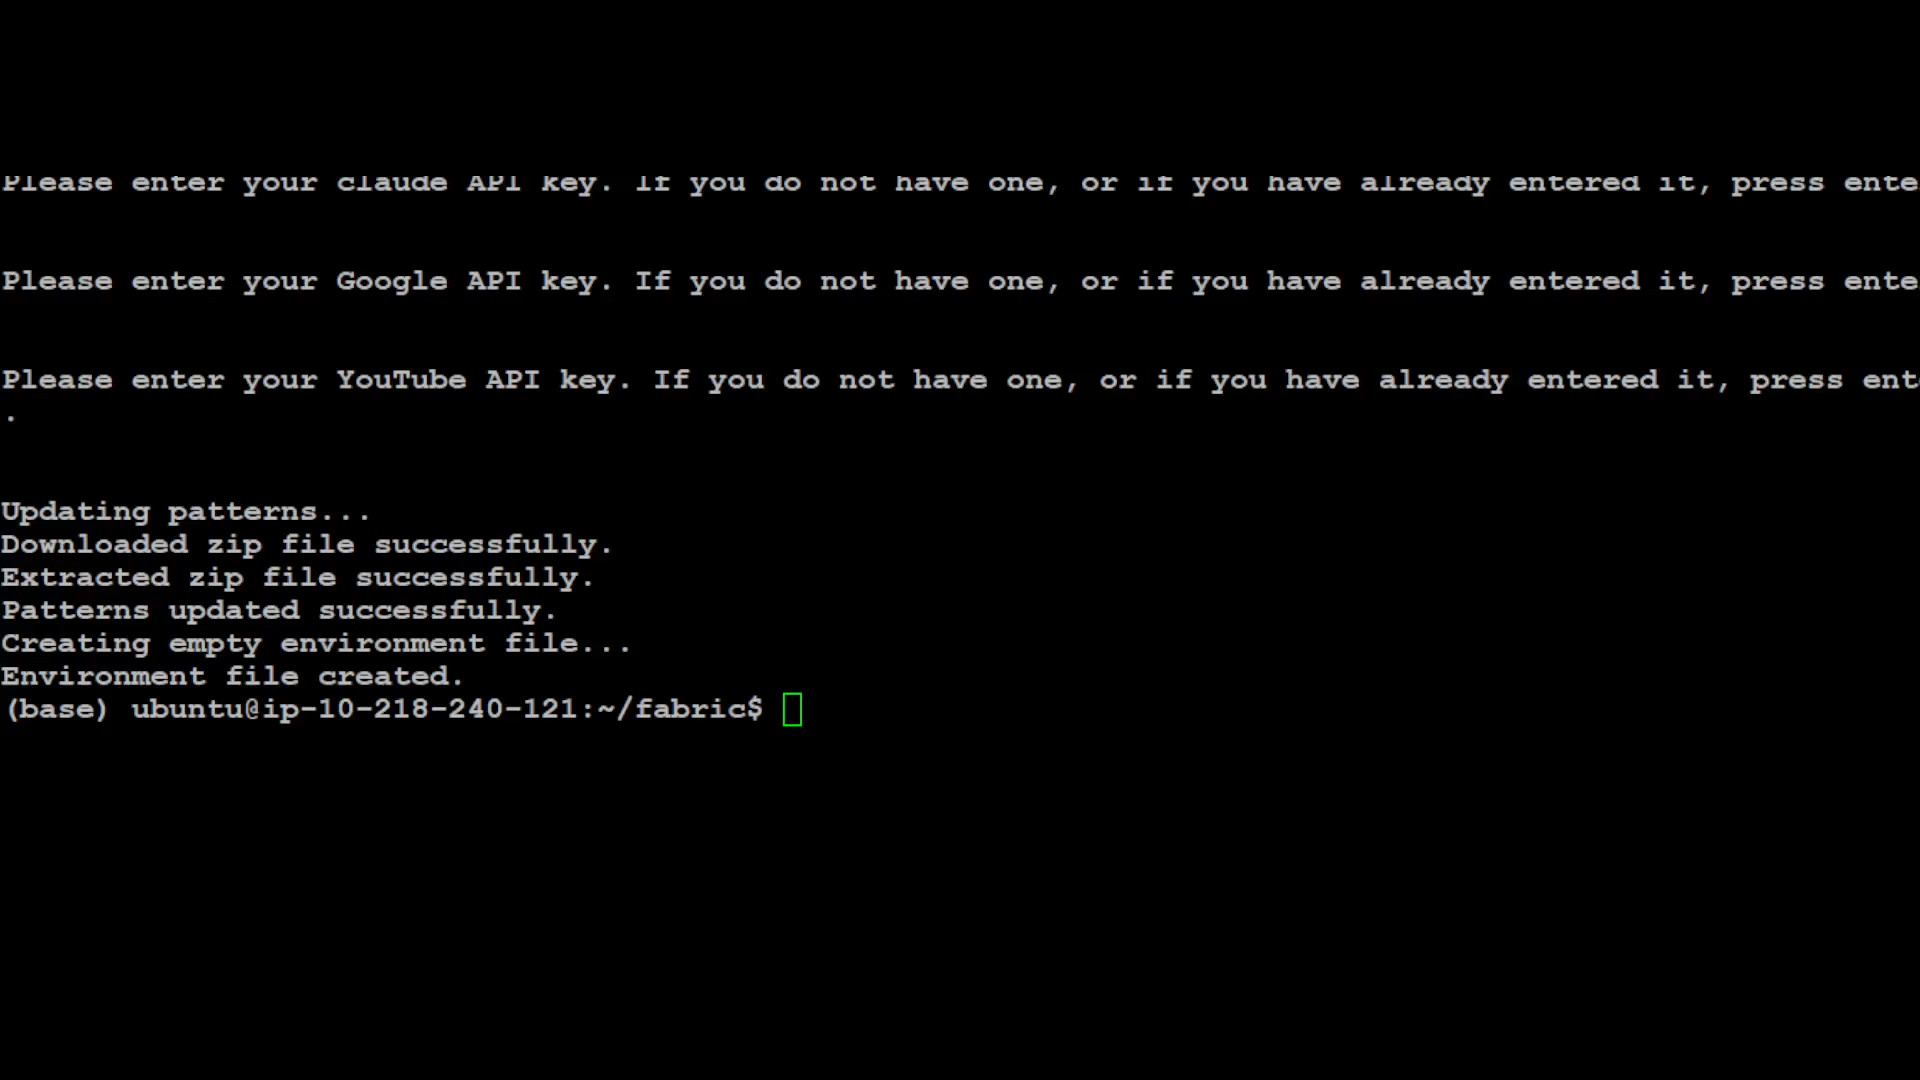 Please enter your claude API key. If you do not have one, or if you have already entered it, press ente
Please enter your Google API key. If you do not have one, or if you have already entered it, press ente
Please enter your YouTube API key. If you do not have one, or if you have already entered it, press ent
.
Updating patterns...
Downloaded zip file successfully.
Extracted zip file successfully.
Patterns updated successfully.
Creating empty environment file...
Environment file created.
(base) ubuntu@ip-10-218-240-121:~/fabric$